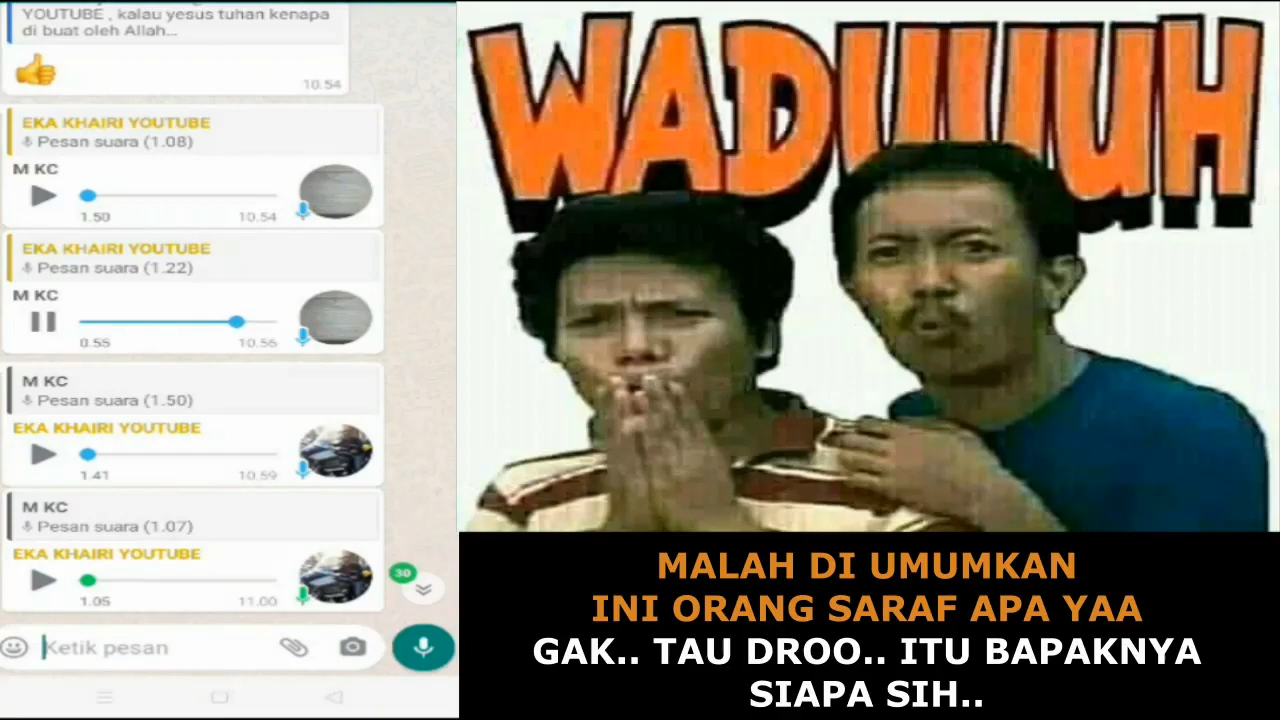 YOUTUBE , kalau yesus tuhan kenapa
di buat oleh Allah...
10.54
EKA KHAIRI YOUTUBE
Pesan suara (1.08)
M KC
1.50 10.54
EKA KHAIRI YOUTUBE
Pesan suara (1.22)
M KC
0.55 10.56
M KC
Pesan suara (1.50)
EKA KHAIRI YOUTUBE
1.41 10.59
M KC
Pesan suara (1.07)
EKA KHAIRI YOUTUBE
30
1.05 11.00
Ketik pesan
WADUUUH
MALAH DI UMUMKAN
INI ORANG SARAF APA YAA
GAK.. TAU DROO.. ITU BAPAKNYA
SIAPA SIH..